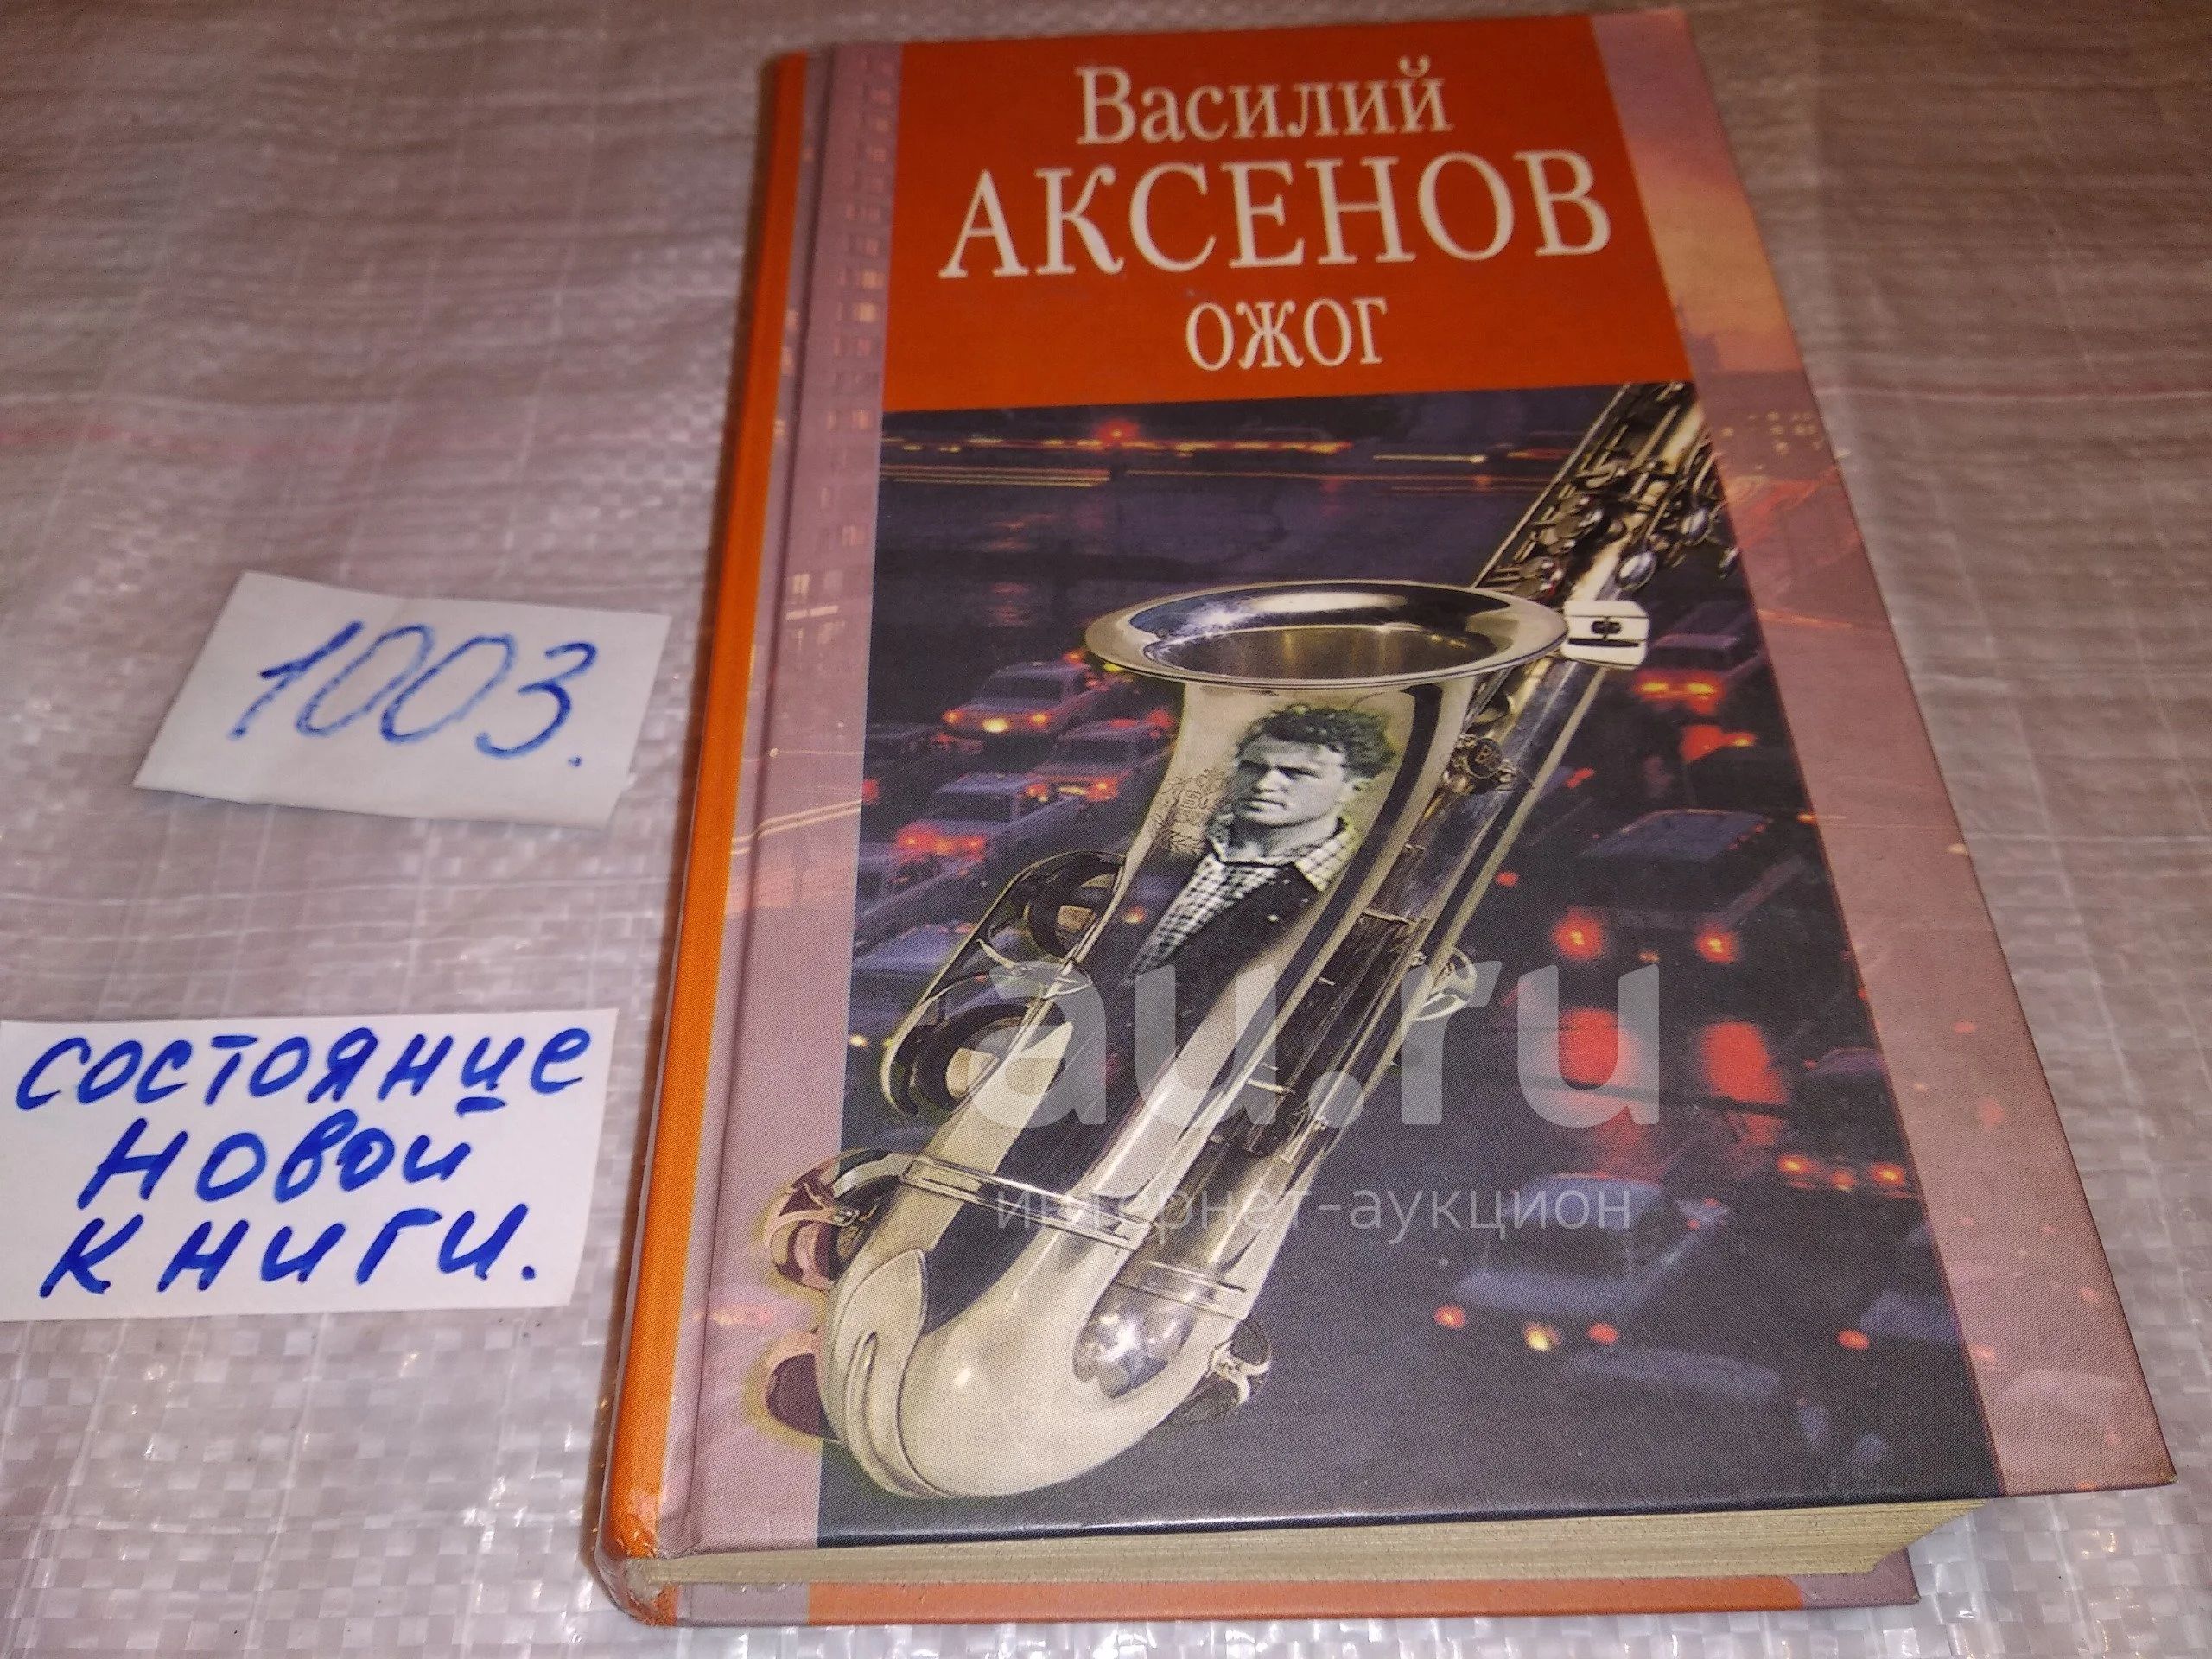 Василий
АКСЕНОВ
ОЖОГ
1003.
состояние
новой
книги.
au.ru
интернет-аукцион